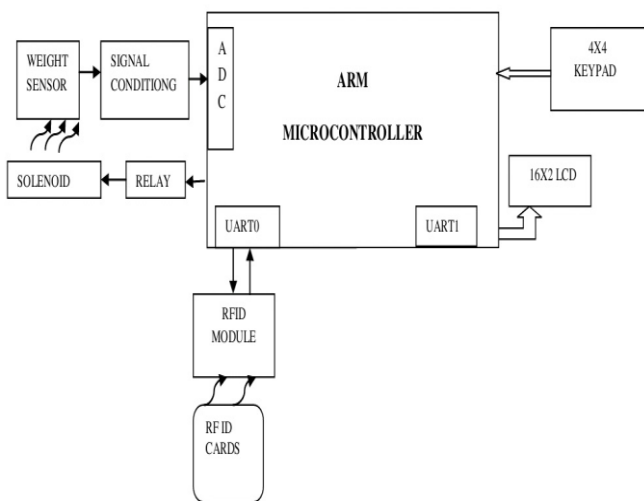 WEIGHT
SENSOR
SIGNAL
CONDITIONG
A
D
C
ARM
MICROCONTROLLER
4X4
KEYPAD
SOLENOID
RELAY
16X2 LCD
UART0
UART1
RFID
MODULE
RF ID
CARDS